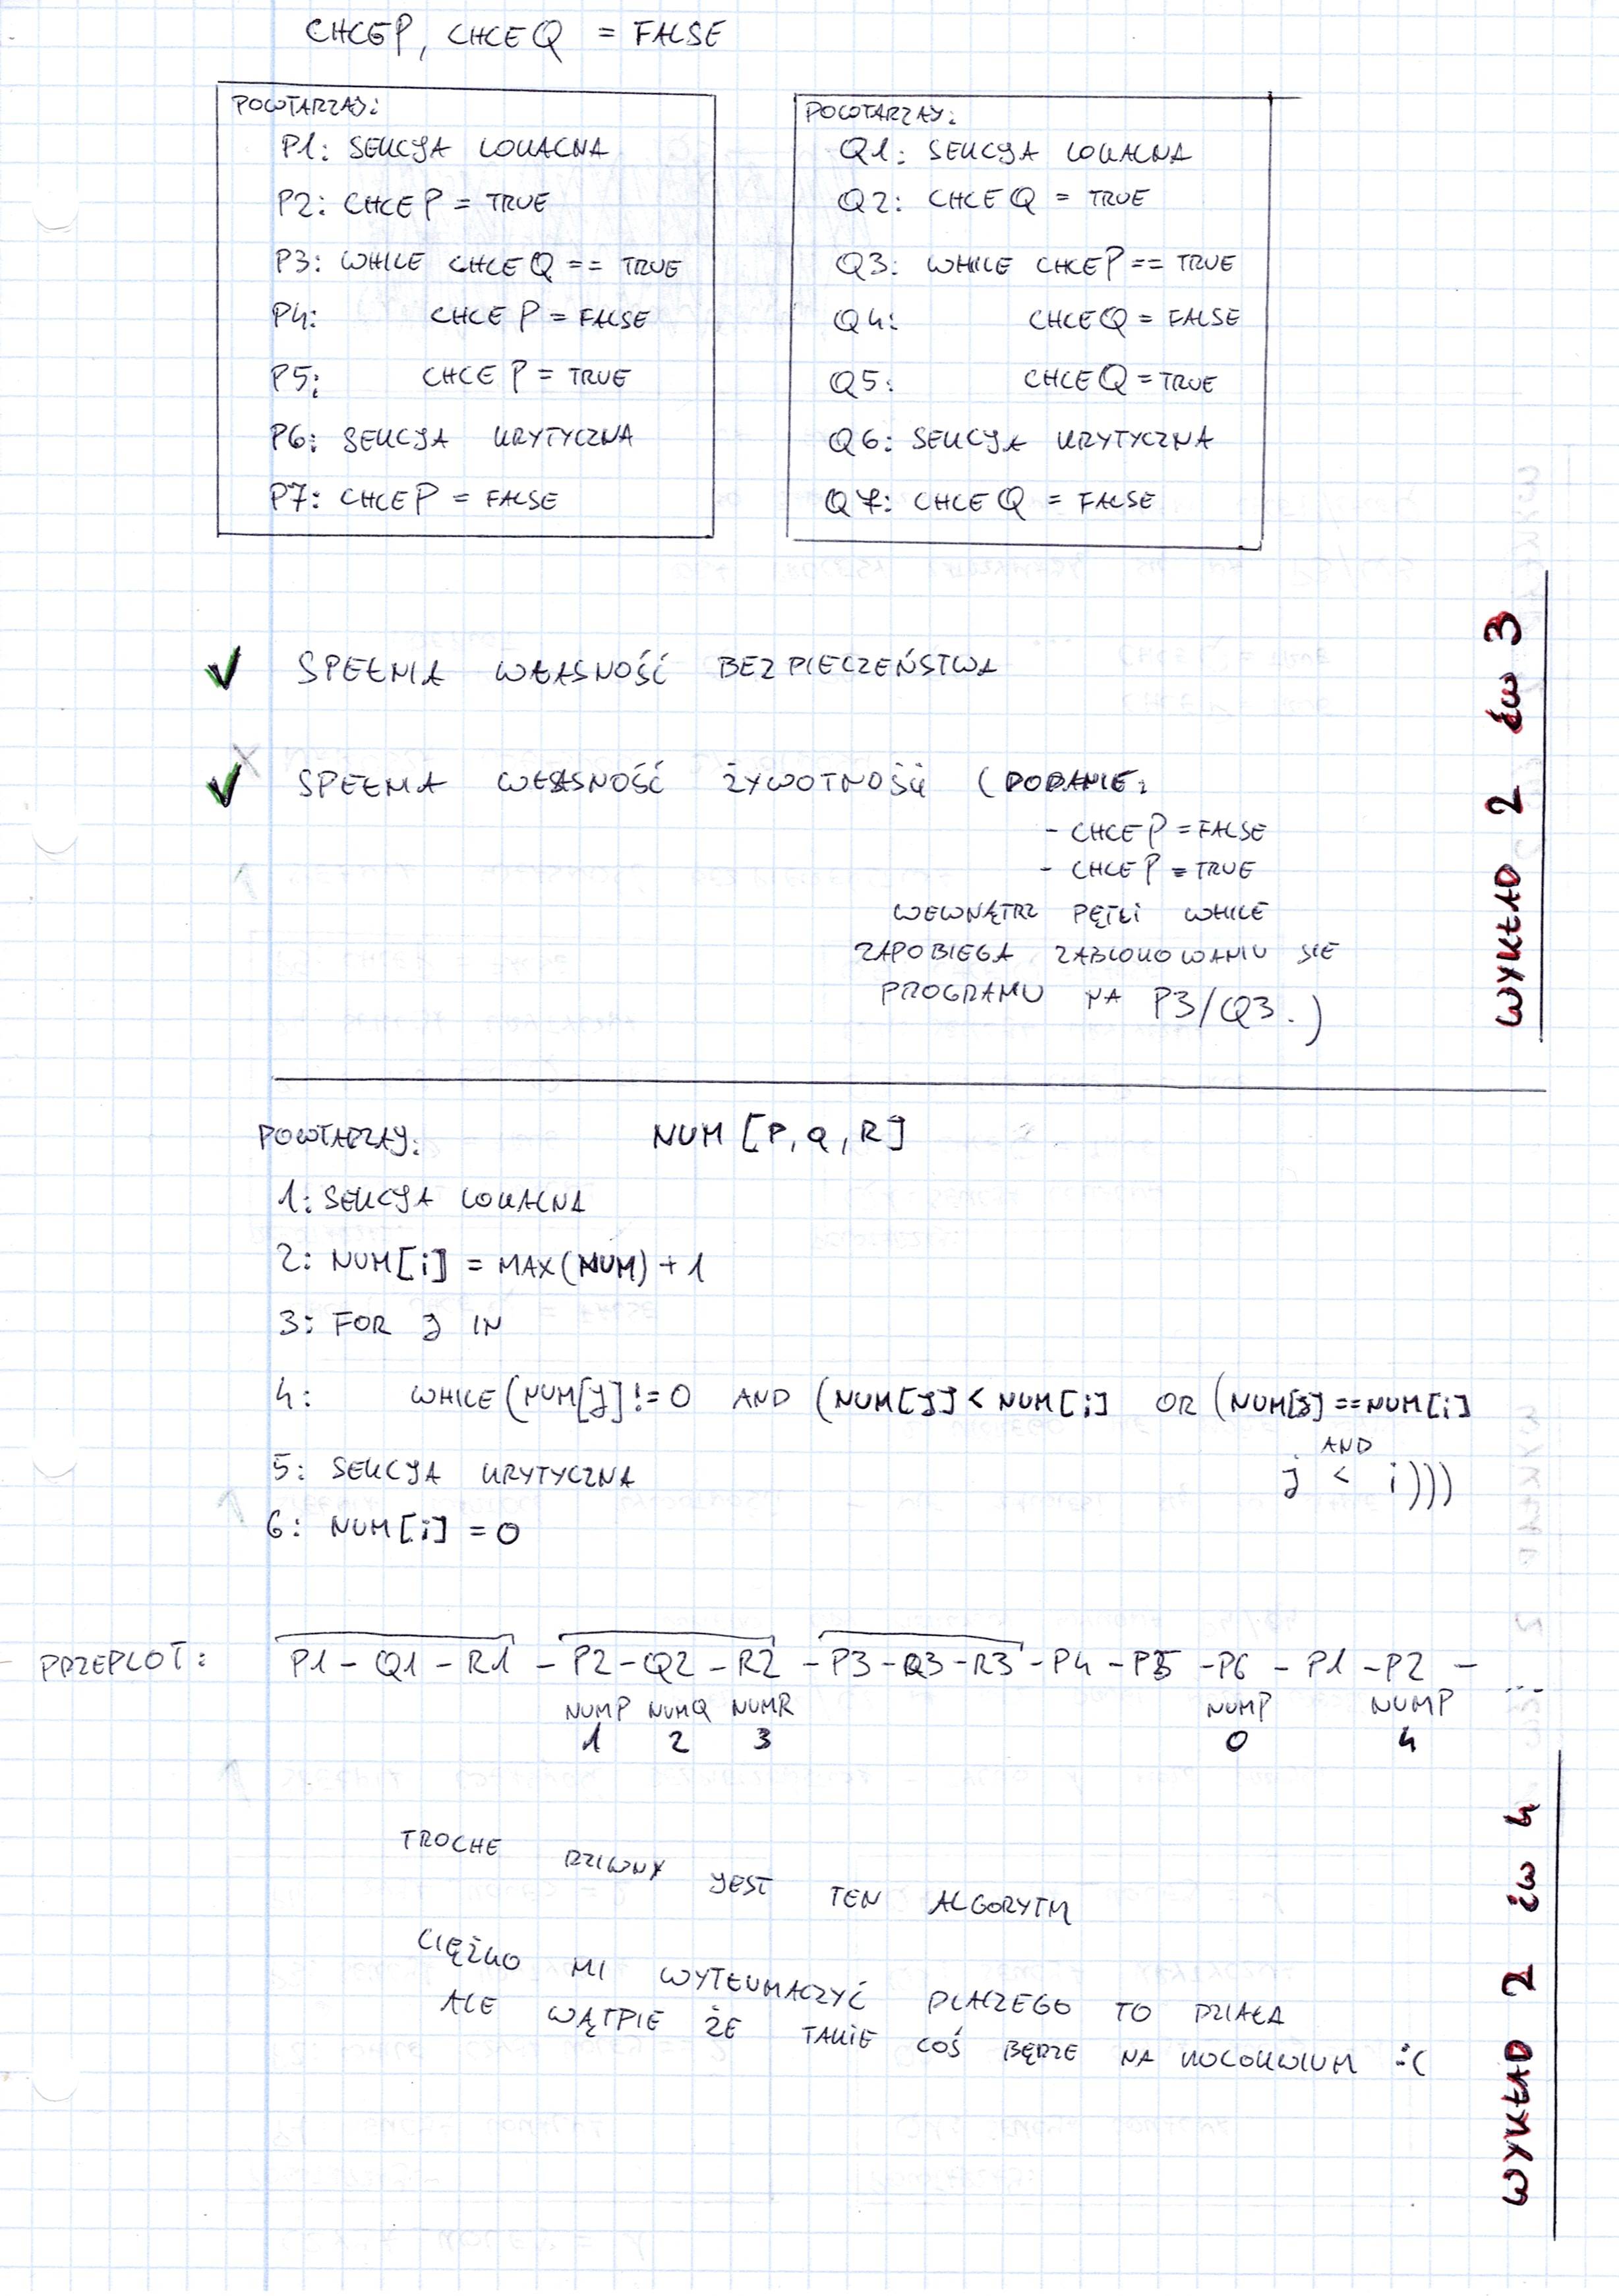 CHCEP, CHCEQ = FALSE
POWTARZAJ:
P1: SEKCJA LOKALNA
P2: CHCEP = TRUE
P3: WHILE CHCEQ == TRUE
P4: CHCEP = FALSE
P5: CHCEP = TRUE
P6: SEKCJA KRYTYCZNA
P7: CHCEP = FALSE
POWTARZAJ:
Q1: SEKCJA LOKALNA
Q2: CHCEQ = TRUE
Q3: WHILE CHCEP == TRUE
Q4: CHCEQ = FALSE
Q5: CHCEQ = TRUE
Q6: SEKCJA KRYTYCZNA
Q7: CHCEQ = FALSE
✓ SPEŁNIA WŁASNOŚĆ BEZPIECZEŃSTWA
✓ SPEŁNIA WŁASNOŚĆ ŻYWOTNOŚCI (DODANIE:
- CHCEP = FALSE
- CHCEP = TRUE
WEWNĄTRZ PĘTLI WHILE
ZAPOBIEGA ZABLOKOWANIU SIE
PROGRAMU NA P3/Q3.)
WYKŁAD 2 ćw 3
POWTARZAJ: NUM [P, Q, R]
1: SEKCJA LOKALNA
2: NUM[i] = MAX(NUM) + 1
3: FOR J IN
4: WHILE (NUM[J] != 0 AND (NUM[J] < NUM[i] OR (NUM[J] == NUM[i]
AND
j < i)))
5: SEKCJA KRYTYCZNA
6: NUM[i] = 0
PRZEPLOT: P1 - Q1 - R1 - P2 - Q2 - R2 - P3 - Q3 - R3 - P4 - P5 - P6 - P1 - P2 - ...
NUMP NUMQ NUMR NUMP NUMP
1 2 3 0 4
TROCHE DZIWNY JEST TEN ALGORYTM
CIĘŻKO MI WYTŁUMACZYĆ DLACZEGO TO DZIAŁA
ALE WĄTPIE ŻE TAKIE COŚ BĘDZE NA KOLOKWIUM :(
WYKŁAD 2 ćw 4